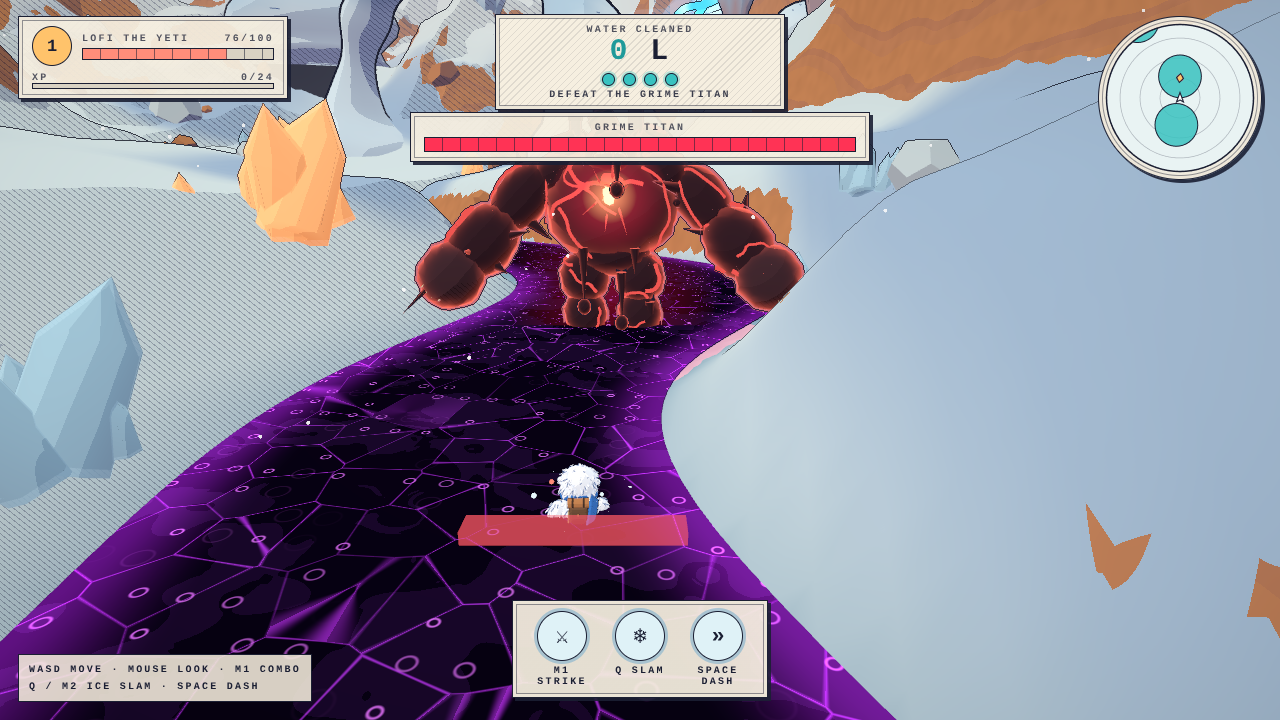 1
LOFI THE YETI 76/100
XP 0/24
WATER CLEANED
0 L
DEFEAT THE GRIME TITAN
GRIME TITAN
WASD MOVE · MOUSE LOOK · M1 COMBO
Q / M2 ICE SLAM · SPACE DASH
M1
STRIKE
Q SLAM
»
SPACE
DASH